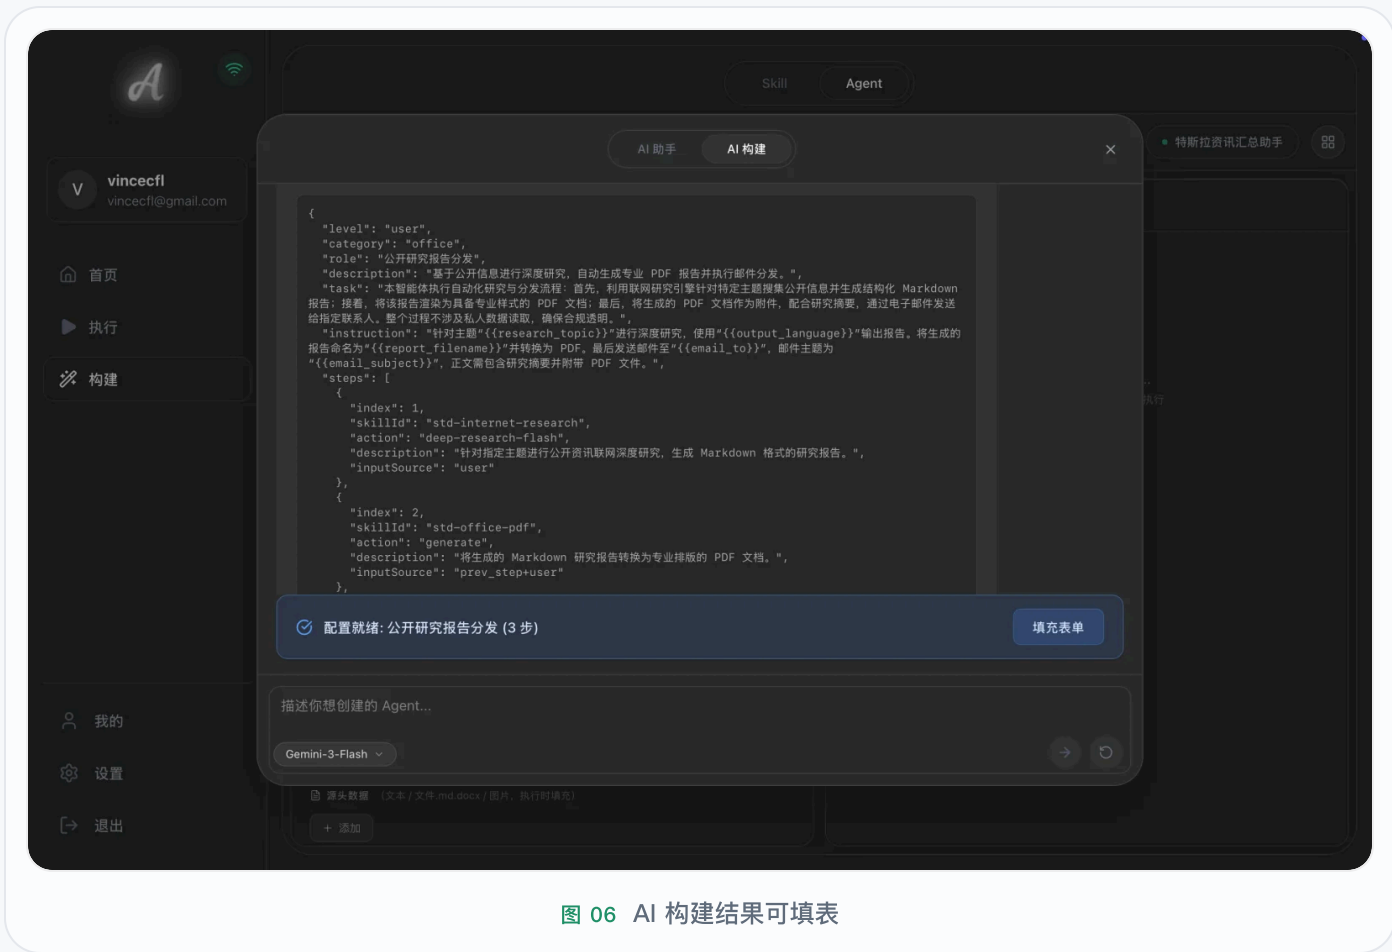 A
Skill
Agent
AI 助手
AI 构建
特斯拉资讯汇总助手
V
vincecfl
vincecfl@gmail.com
首页
执行
构建
{
"level": "user",
"category": "office",
"role": "公开研究报告分发",
"description": "基于公开信息进行深度研究，自动生成专业 PDF 报告并执行邮件分发。",
"task": "本智能体执行自动化研究与分发流程：首先，利用联网研究引擎针对特定主题搜集公开信息并生成结构化 Markdown
报告；接着，将该报告渲染为具备专业样式的 PDF 文档；最后，将生成的 PDF 文档作为附件，配合研究摘要，通过电子邮件发送
给指定联系人。整个过程不涉及私人数据读取，确保合规透明。",
"instruction": "针对主题“{{research_topic}}”进行深度研究，使用“{{output_language}}”输出报告。将生成的
报告命名为“{{report_filename}}”并转换为 PDF。最后发送邮件至“{{email_to}}”，邮件主题为
“{{email_subject}}”，正文需包含研究摘要并附带 PDF 文件。",
"steps": [
{
"index": 1,
"skillId": "std-internet-research",
"action": "deep-research-flash",
"description": "针对指定主题进行公开资讯联网深度研究，生成 Markdown 格式的研究报告。",
"inputSource": "user"
},
{
"index": 2,
"skillId": "std-office-pdf",
"action": "generate",
"description": "将生成的 Markdown 研究报告转换为专业排版的 PDF 文档。",
"inputSource": "prev_step+user"
},
配置就绪: 公开研究报告分发 (3 步)
填充表单
描述你想创建的 Agent...
Gemini-3-Flash
执行
源头数据 （文本 / 文件.md.docx / 图片，执行时填充）
+ 添加
我的
设置
退出
图 06 AI 构建结果可填表